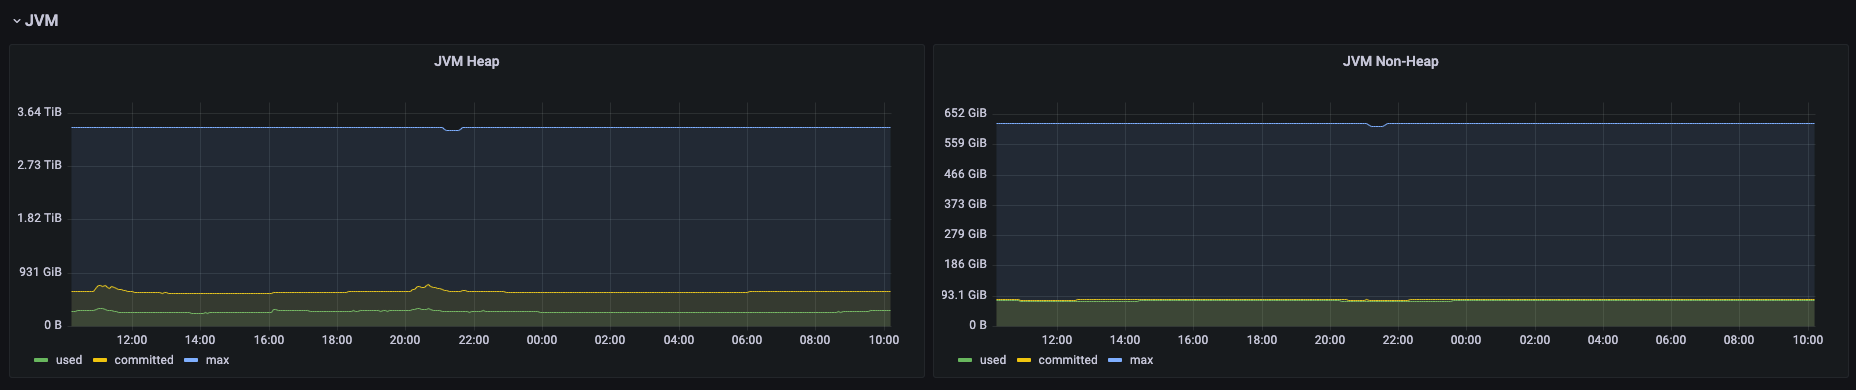 JVM
JVM Heap
3.64 TiB
2.73 TiB
1.82 TiB
931 GiB
0 B
12:00 14:00 16:00 18:00 20:00 22:00 00:00 02:00 04:00 06:00 08:00 10:00
used committed max
JVM Non-Heap
652 GiB
559 GiB
466 GiB
373 GiB
279 GiB
186 GiB
93.1 GiB
0 B
12:00 14:00 16:00 18:00 20:00 22:00 00:00 02:00 04:00 06:00 08:00 10:00
used committed max